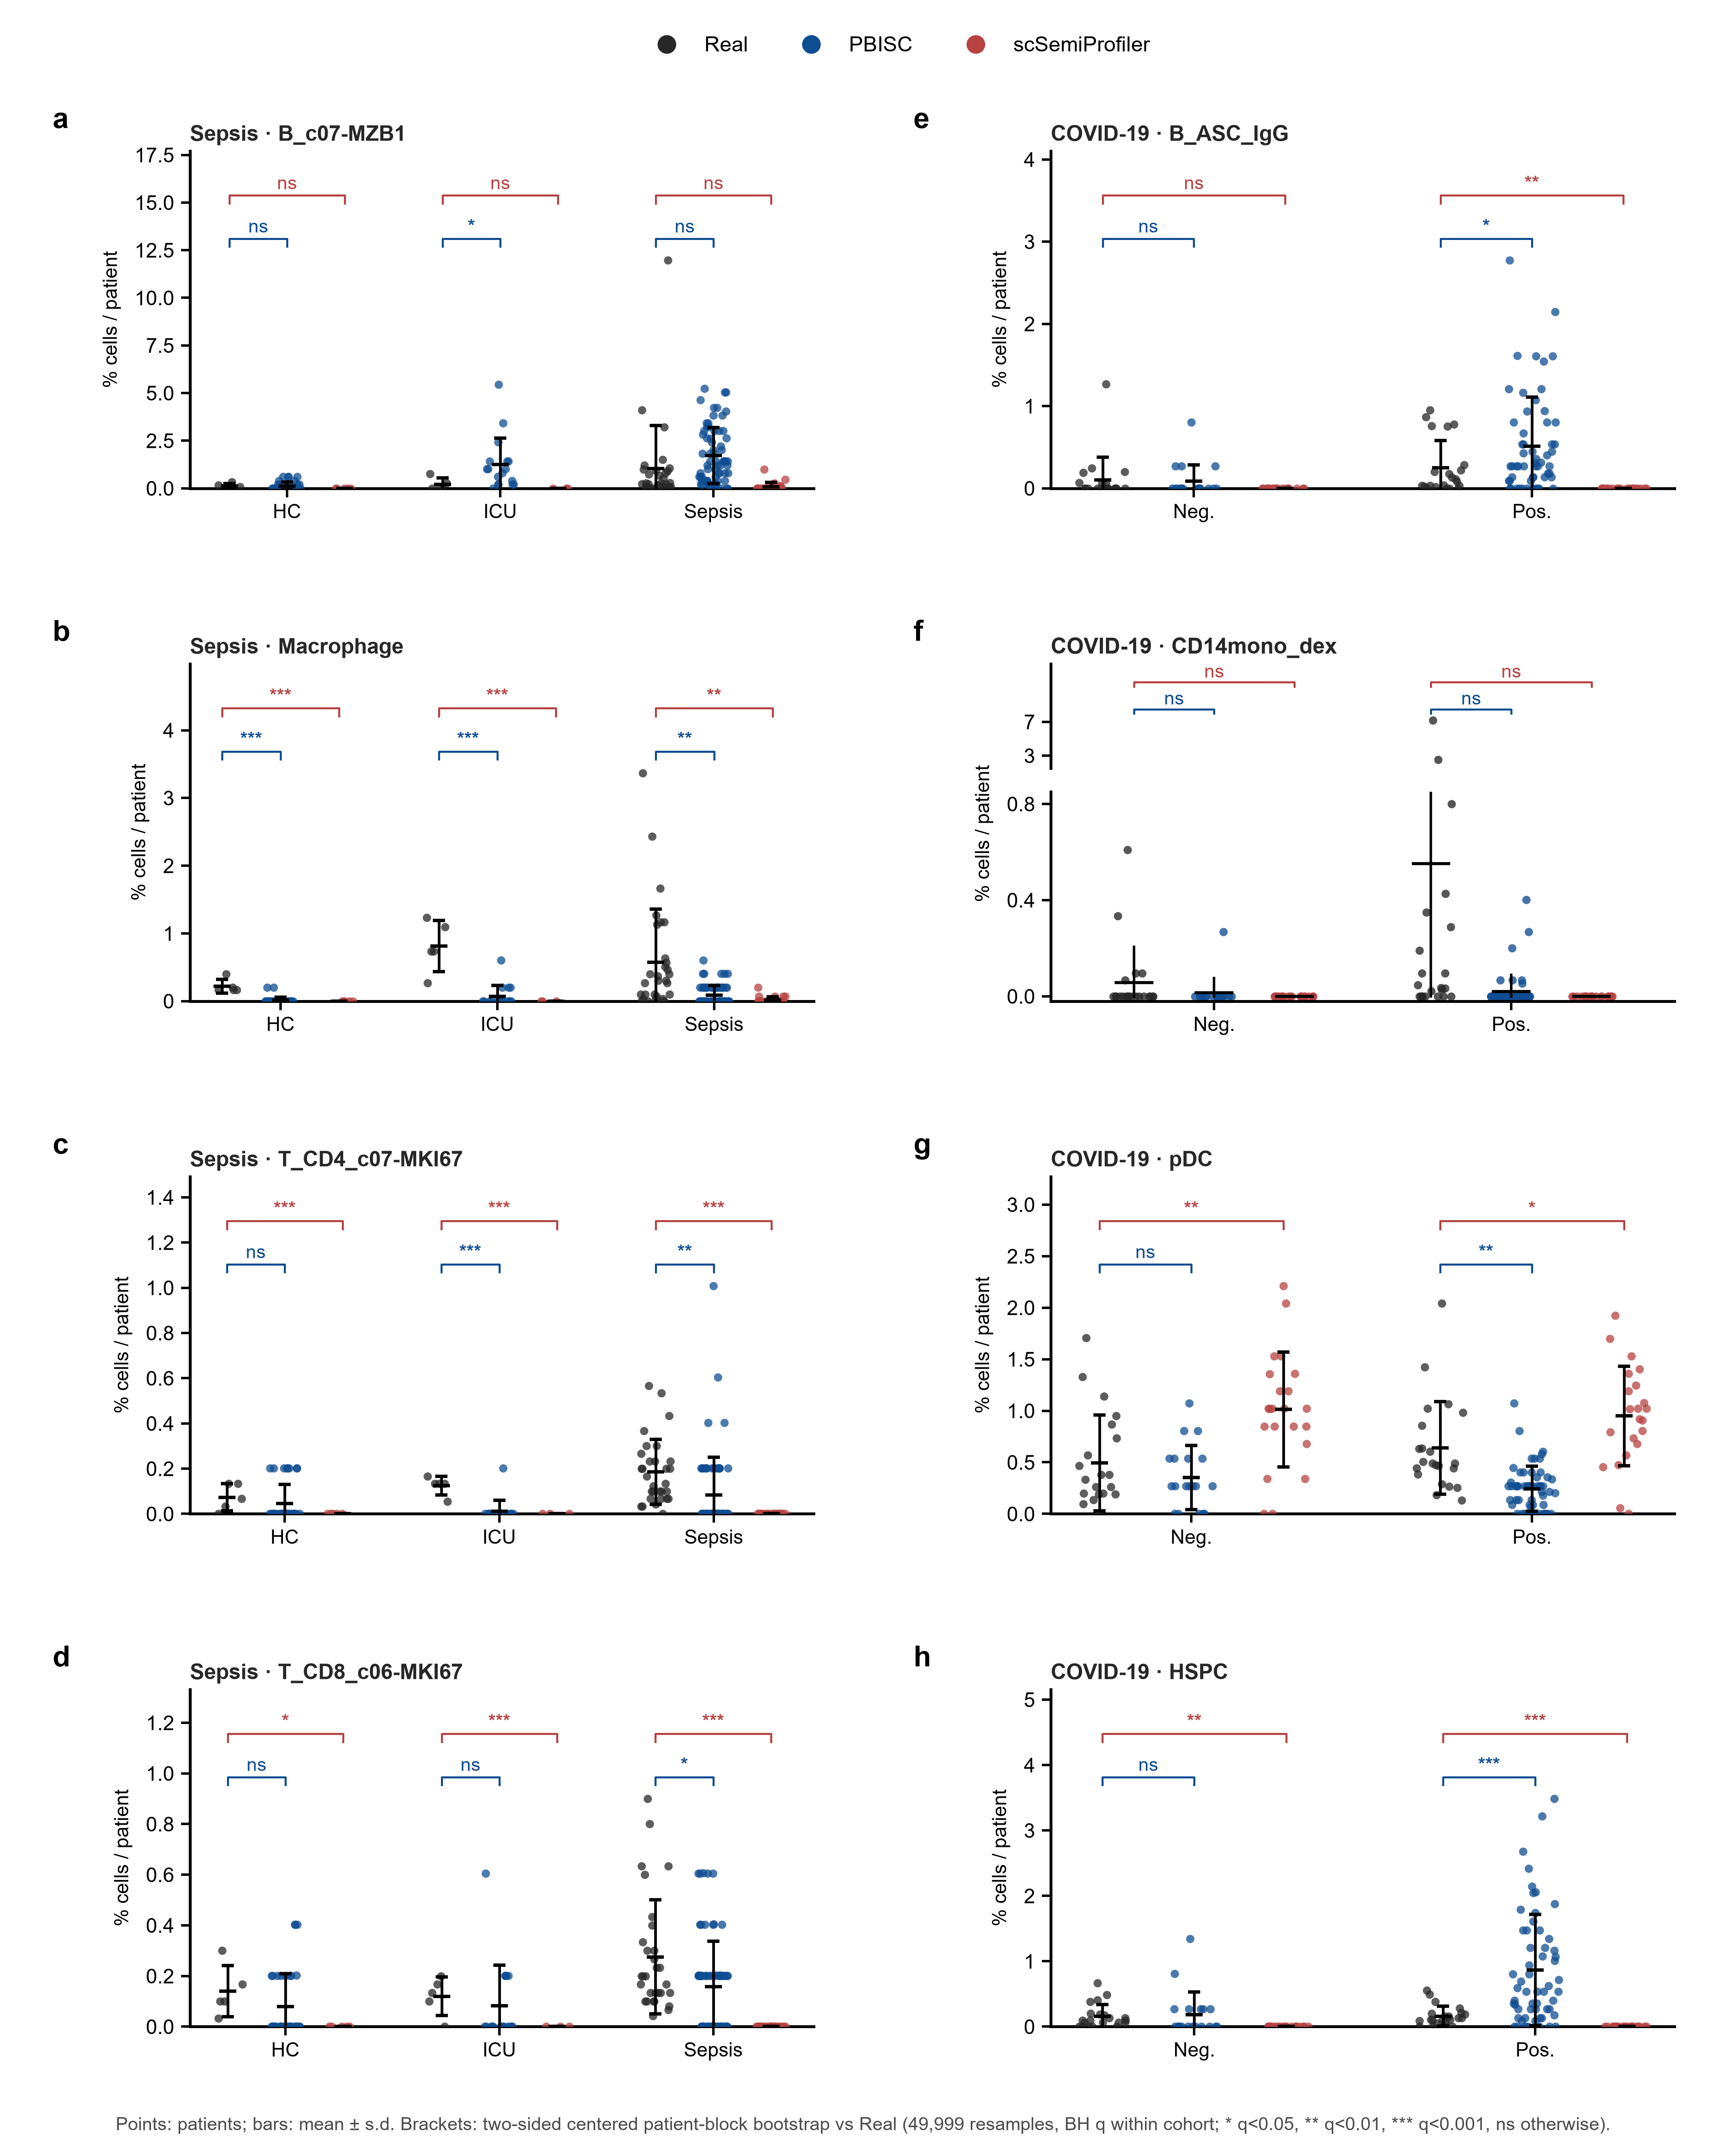 Real PBISC scSemiProfiler
a
Sepsis · B_c07-MZB1
% cells / patient
17.5
15.0
12.5
10.0
7.5
5.0
2.5
0.0
ns ns ns
ns * ns
HC ICU Sepsis
e
COVID-19 · B_ASC_IgG
% cells / patient
4
3
2
1
0
ns **
ns *
Neg. Pos.
b
Sepsis · Macrophage
% cells / patient
4
3
2
1
0
*** *** **
*** *** **
HC ICU Sepsis
f
COVID-19 · CD14mono_dex
% cells / patient
7
3
0.8
0.4
0.0
ns ns
ns ns
Neg. Pos.
c
Sepsis · T_CD4_c07-MKI67
% cells / patient
1.4
1.2
1.0
0.8
0.6
0.4
0.2
0.0
*** *** ***
ns *** **
HC ICU Sepsis
g
COVID-19 · pDC
% cells / patient
3.0
2.5
2.0
1.5
1.0
0.5
0.0
** *
ns **
Neg. Pos.
d
Sepsis · T_CD8_c06-MKI67
% cells / patient
1.2
1.0
0.8
0.6
0.4
0.2
0.0
* *** ***
ns ns *
HC ICU Sepsis
h
COVID-19 · HSPC
% cells / patient
5
4
3
2
1
0
** ***
ns ***
Neg. Pos.
Points: patients; bars: mean ± s.d. Brackets: two-sided centered patient-block bootstrap vs Real (49,999 resamples, BH q within cohort; * q<0.05, ** q<0.01, *** q<0.001, ns otherwise).